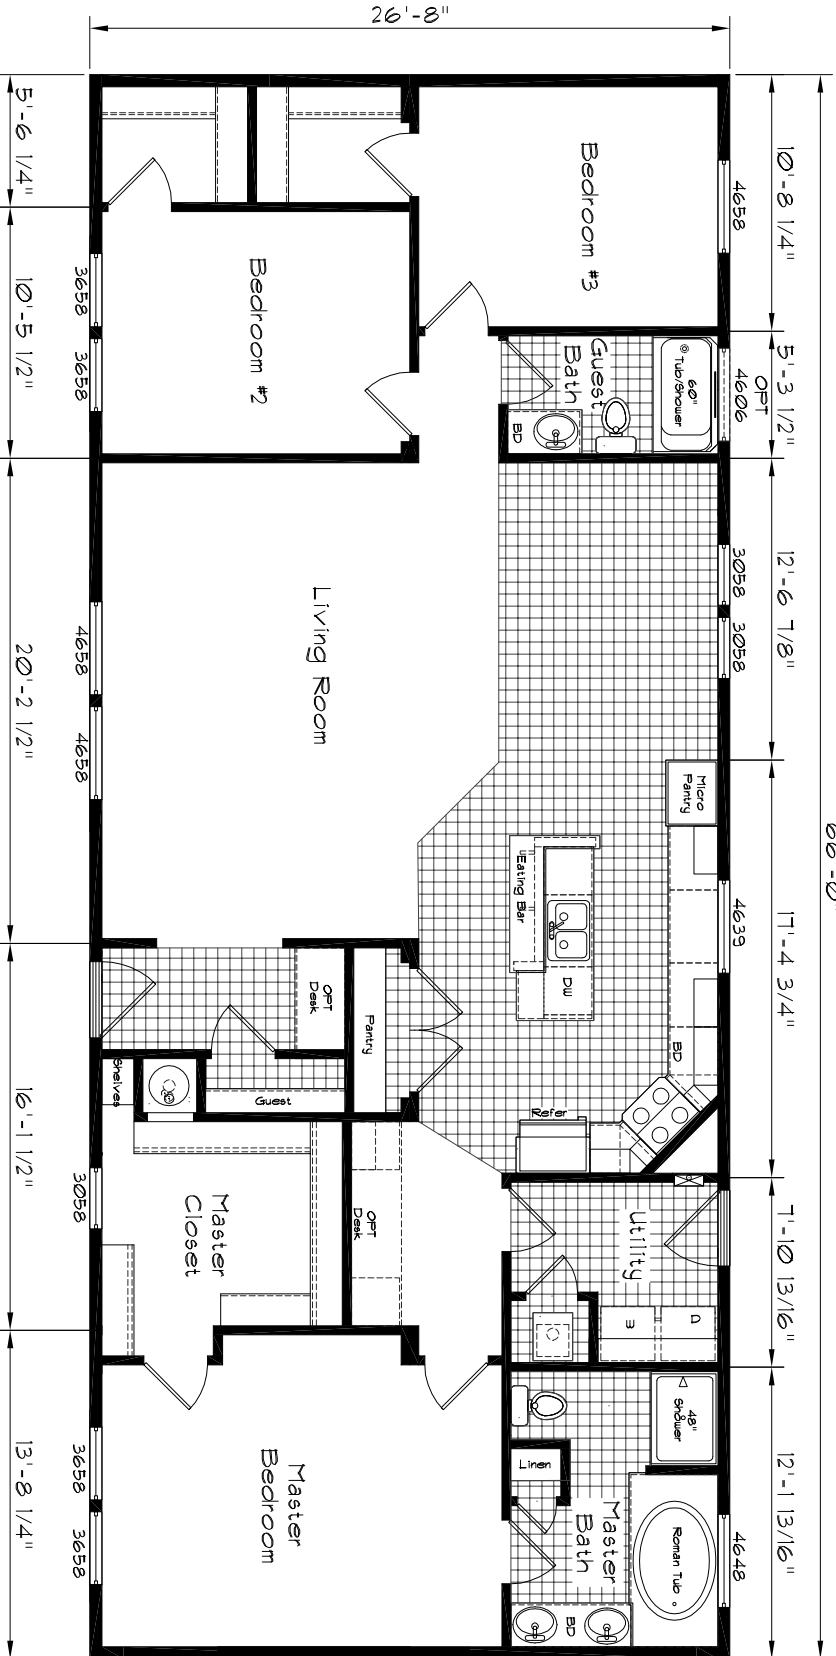 26'-8"
5'-6 1/4"
10'-5 1/2"
20'-2 1/2"
16'-1 1/2"
13'-8 1/4"
10'-8 1/4"
5'-3 1/2"
12'-6 7/8"
17'-4 3/4"
7'-10 13/16"
12'-1 13/16"
3658
3658
4658
4658
3058
3658
3658
4658
OPT
4606
3058
3058
4639
4648
Bedroom #3
Bedroom #2
Guest
Bath
60"
Tub/Shower
BD
Living Room
Micro
Pantry
Eating Bar
DW
BD
Refer
Pantry
OPT
Desk
Guest
Shelves
Master
Closet
OPT
Desk
Utility
W
D
48"
Shower
Linen
Master
Bath
Roman Tub
BD
Master
Bedroom